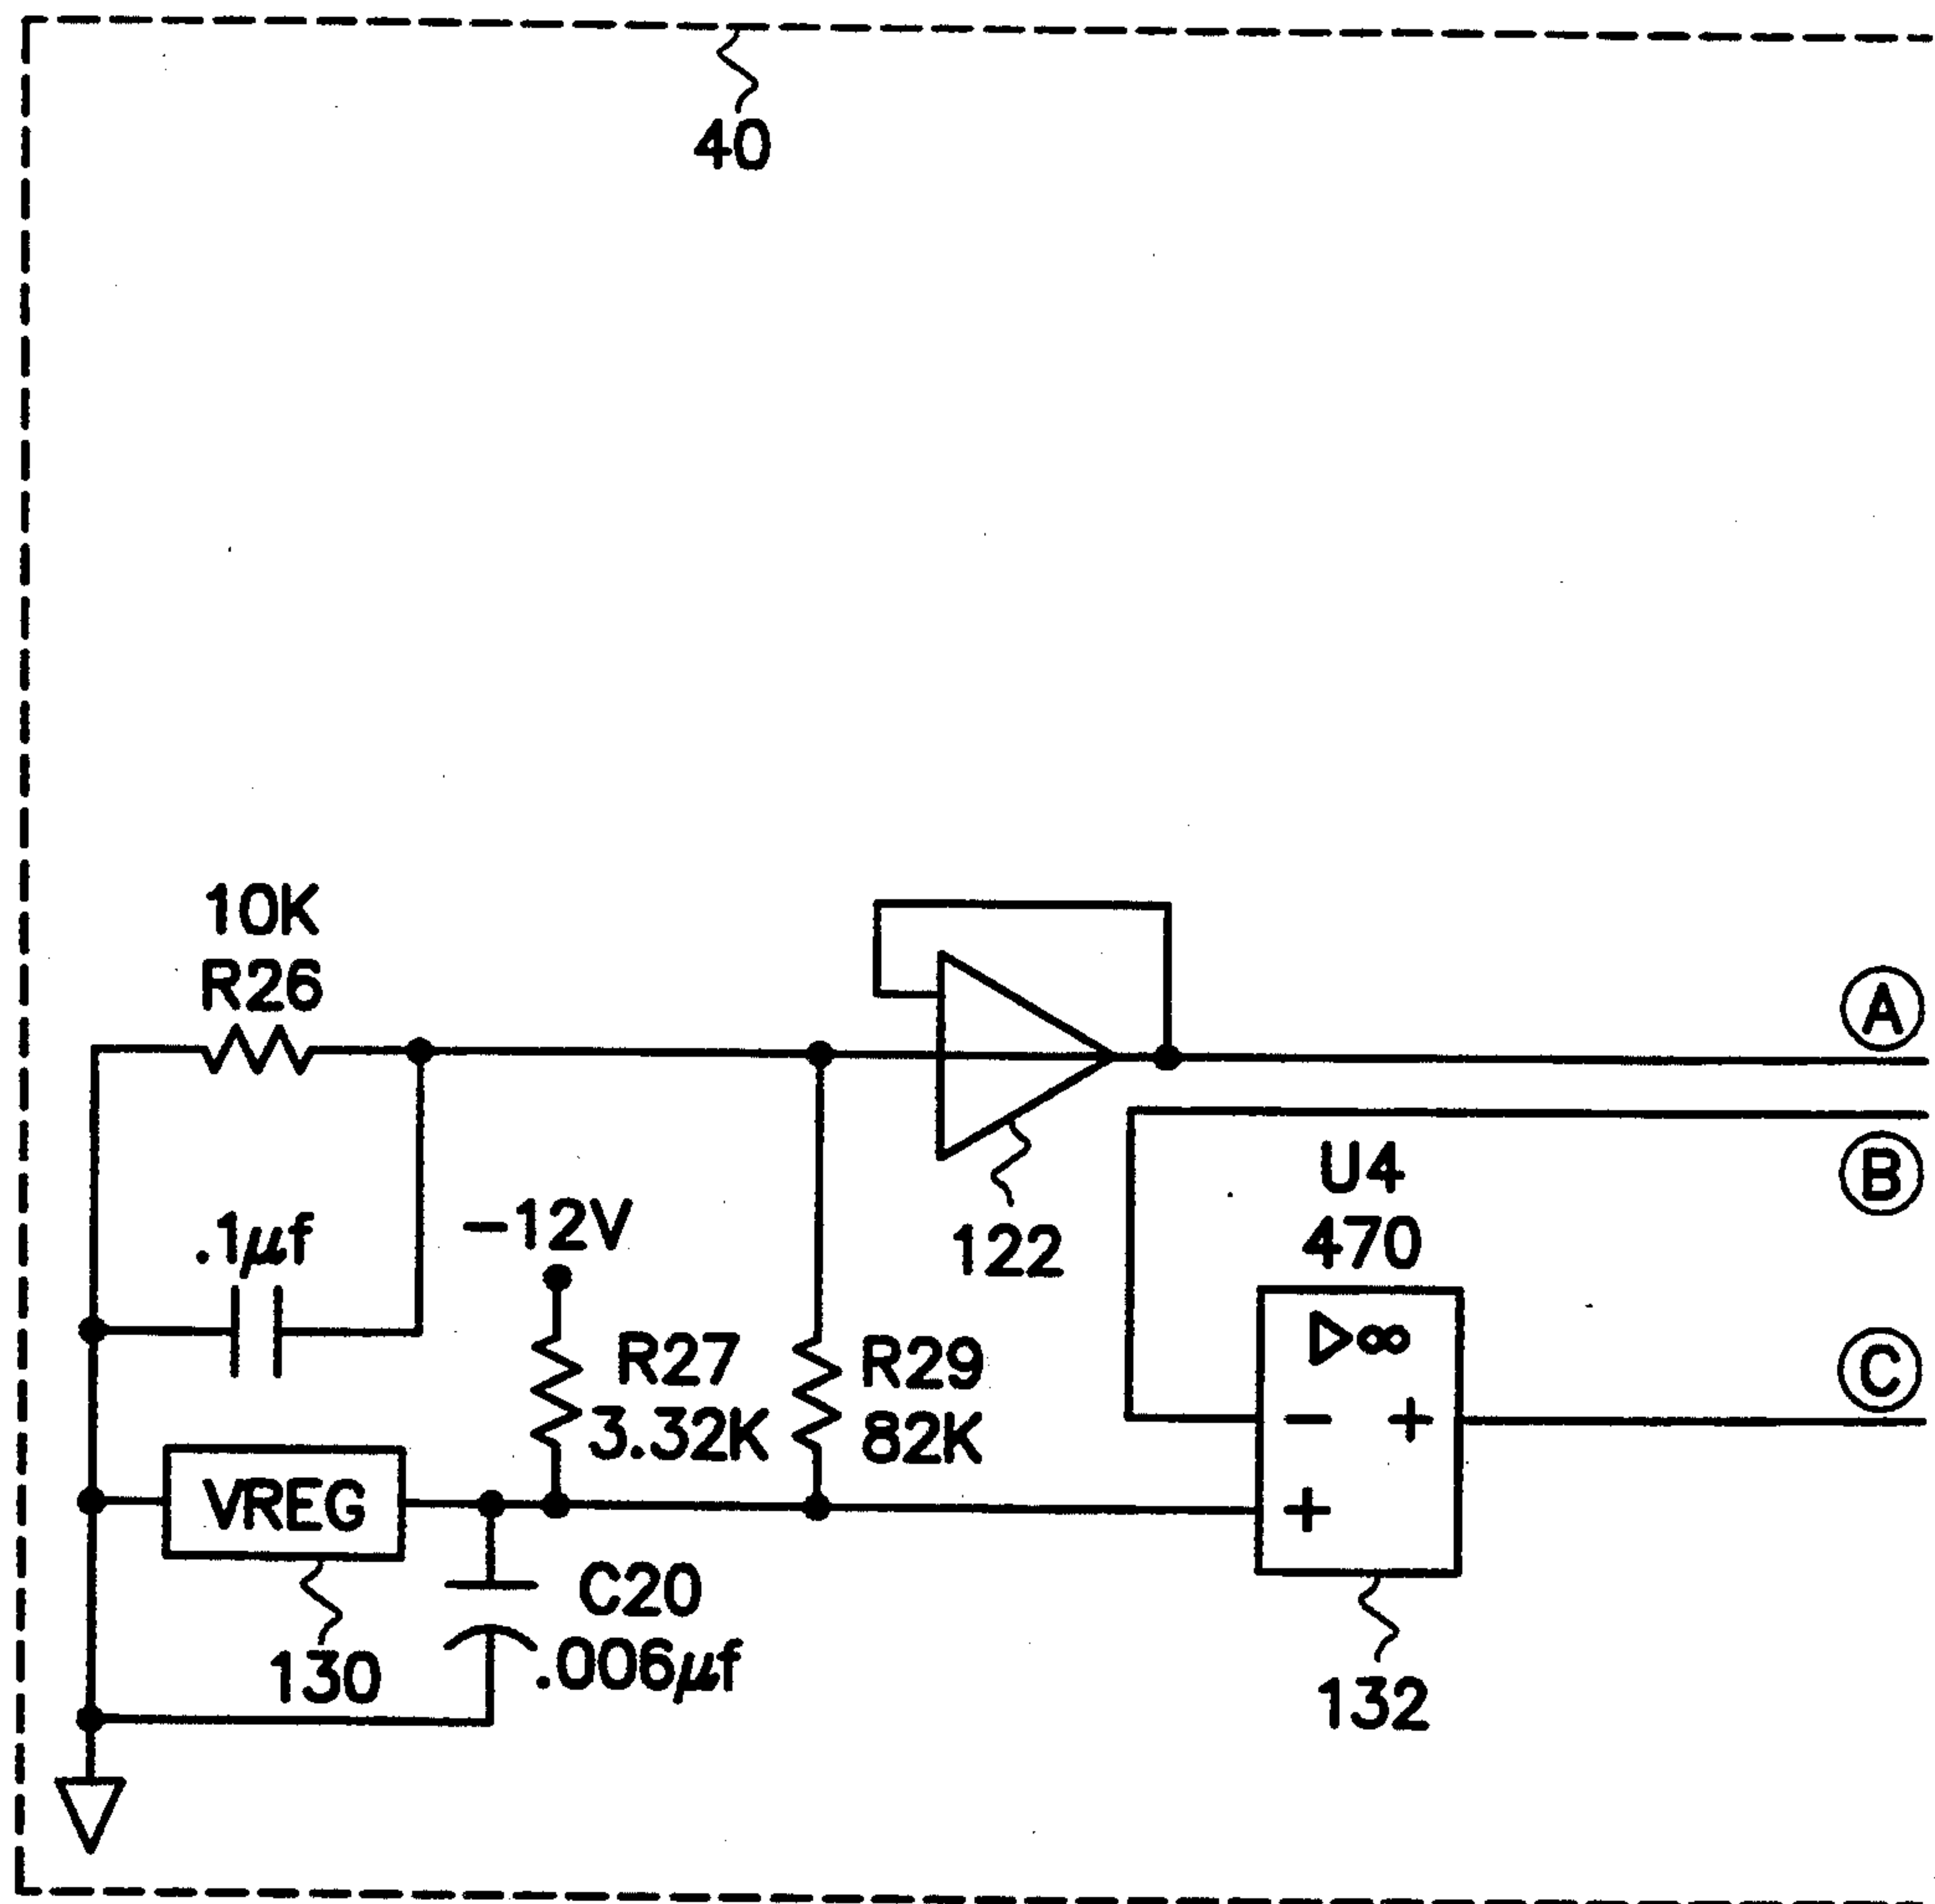 40
10K
R26
A
B
U4
470
122
-12V
.1µf
▷∞
R27
3.32K
R29
82K
C
- +
+
VREG
C20
.006µf
130
132